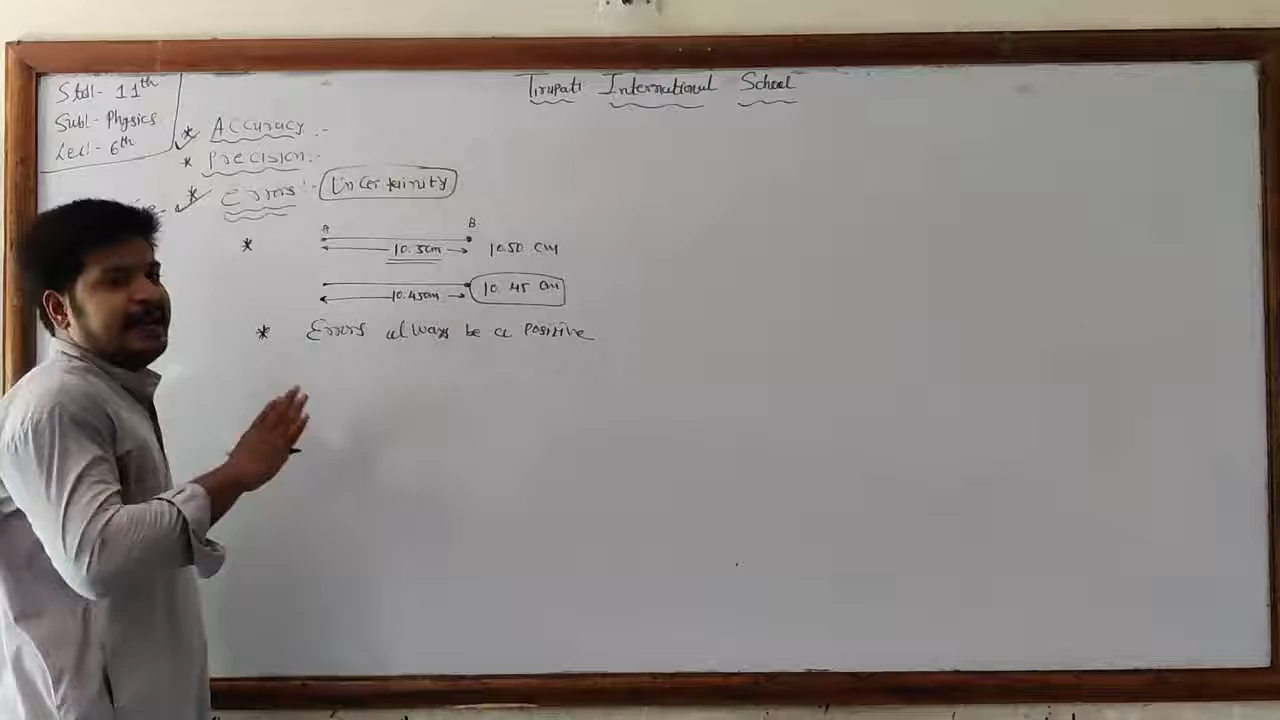 Tirupati International School
Std:- 11th
Sub:- Physics
Lec:- 6th
* Accuracy :-
* Precision :-
* Errors :- Uncertainity
A B
* 10.5cm 10.50 cm
10.45cm 10.45 cm
* Errors always be a positive